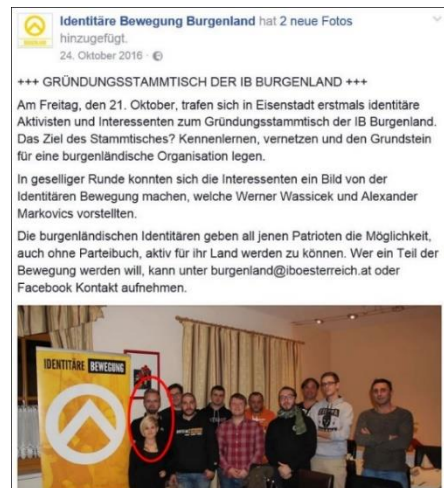 Identitäre Bewegung Burgenland hat 2 neue Fotos
hinzugefügt.
24. Oktober 2016 ·
+++ GRÜNDUNGSSTAMMTISCH DER IB BURGENLAND +++
Am Freitag, den 21. Oktober, trafen sich in Eisenstadt erstmals identitäre
Aktivisten und Interessenten zum Gründungsstammtisch der IB Burgenland.
Das Ziel des Stammtisches? Kennenlernen, vernetzen und den Grundstein
für eine burgenländische Organisation legen.
In geselliger Runde konnten sich die Interessenten ein Bild von der
Identitären Bewegung machen, welche Werner Wassicek und Alexander
Markovics vorstellten.
Die burgenländischen Identitären geben all jenen Patrioten die Möglichkeit,
auch ohne Parteibuch, aktiv für ihr Land werden zu können. Wer ein Teil der
Bewegung werden will, kann unter burgenland@iboesterreich.at oder
Facebook Kontakt aufnehmen.
IDENTITÄRE BEWEGUNG